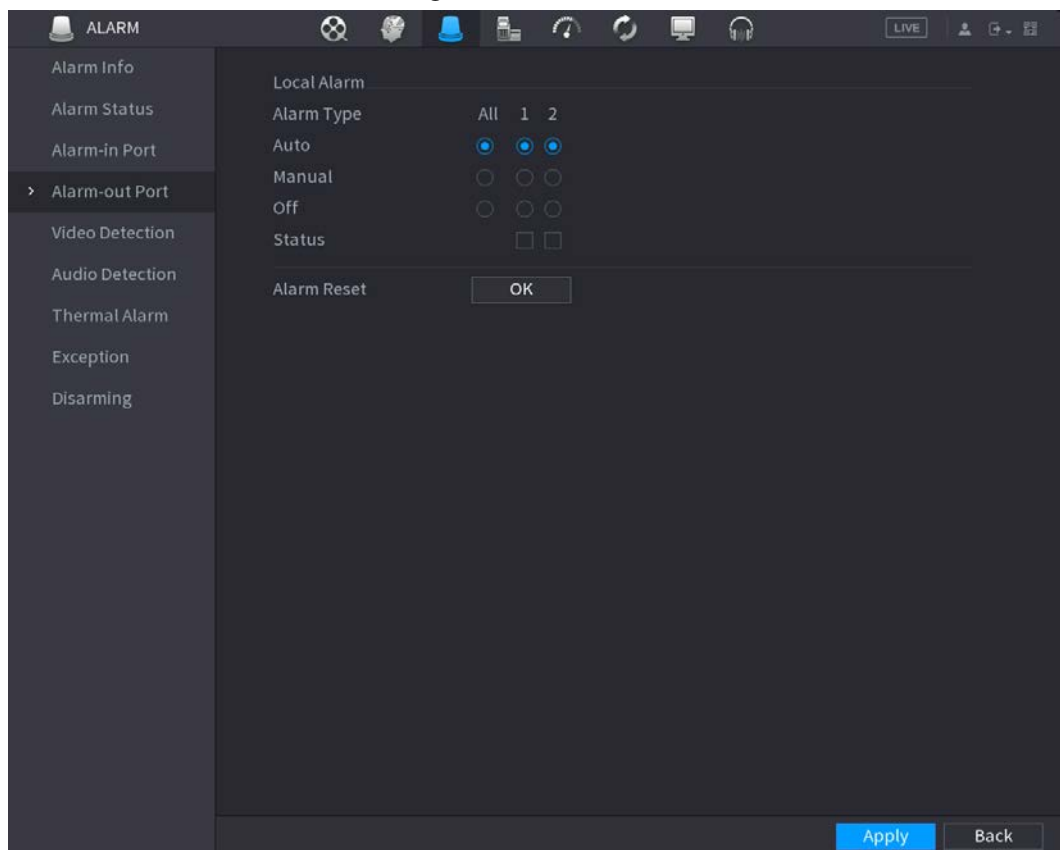 ALARM
LIVE
Alarm Info
Alarm Status
Alarm-in Port
Alarm-out Port
Video Detection
Audio Detection
Thermal Alarm
Exception
Disarming
Local Alarm
Alarm Type All 1 2
Auto
Manual
Off
Status
Alarm Reset OK
Apply Back